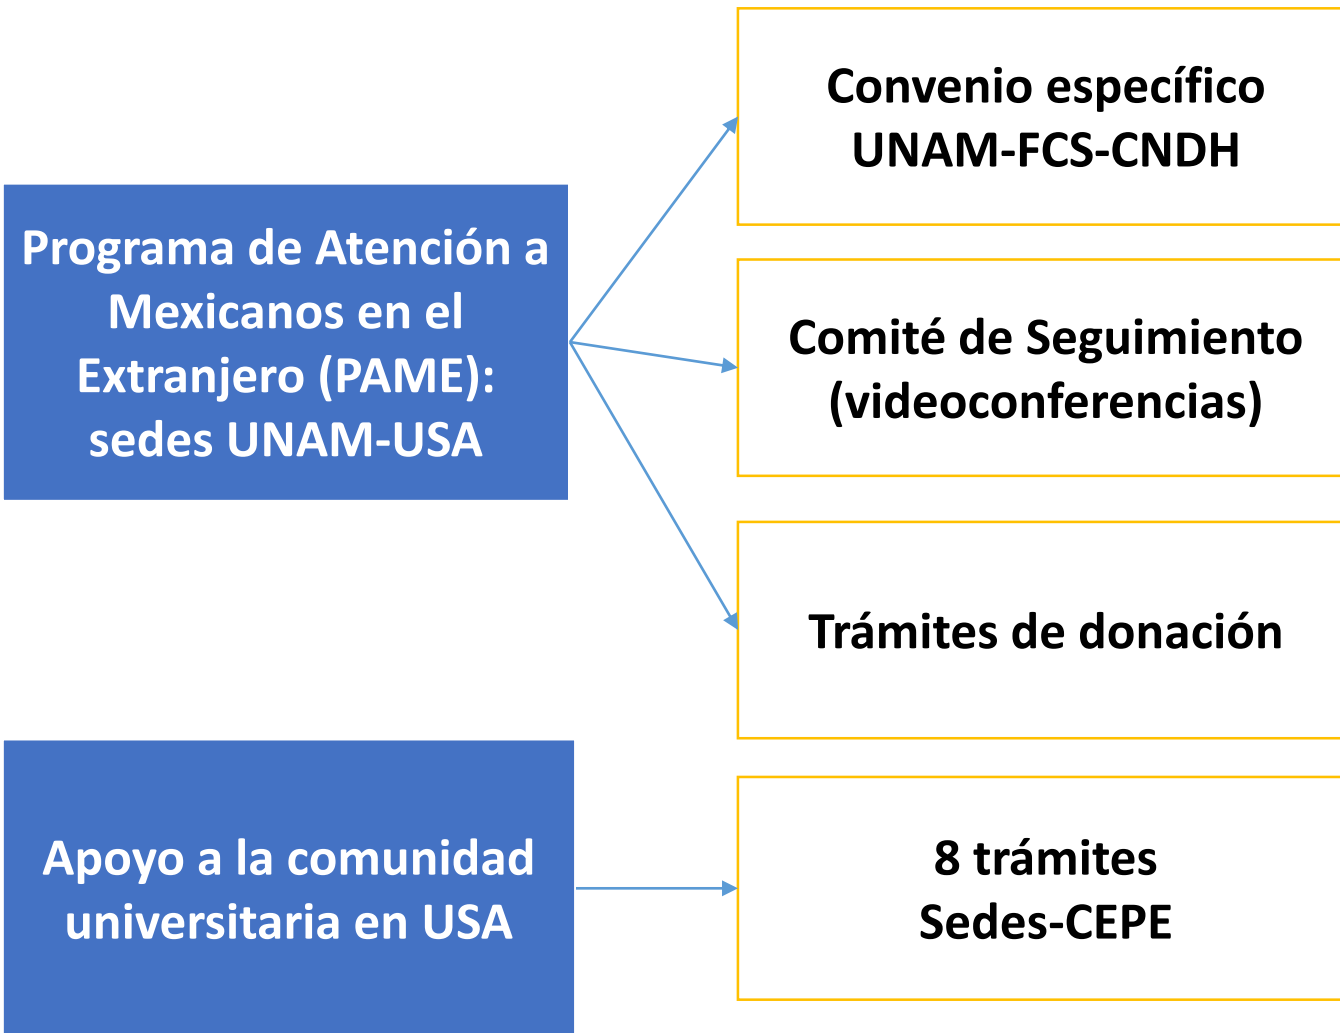 Programa de Atención a
Mexicanos en el
Extranjero (PAME):
sedes UNAM-USA
Convenio específico
UNAM-FCS-CNDH
Comité de Seguimiento
(videoconferencias)
Trámites de donación
Apoyo a la comunidad
universitaria en USA
8 trámites
Sedes-CEPE